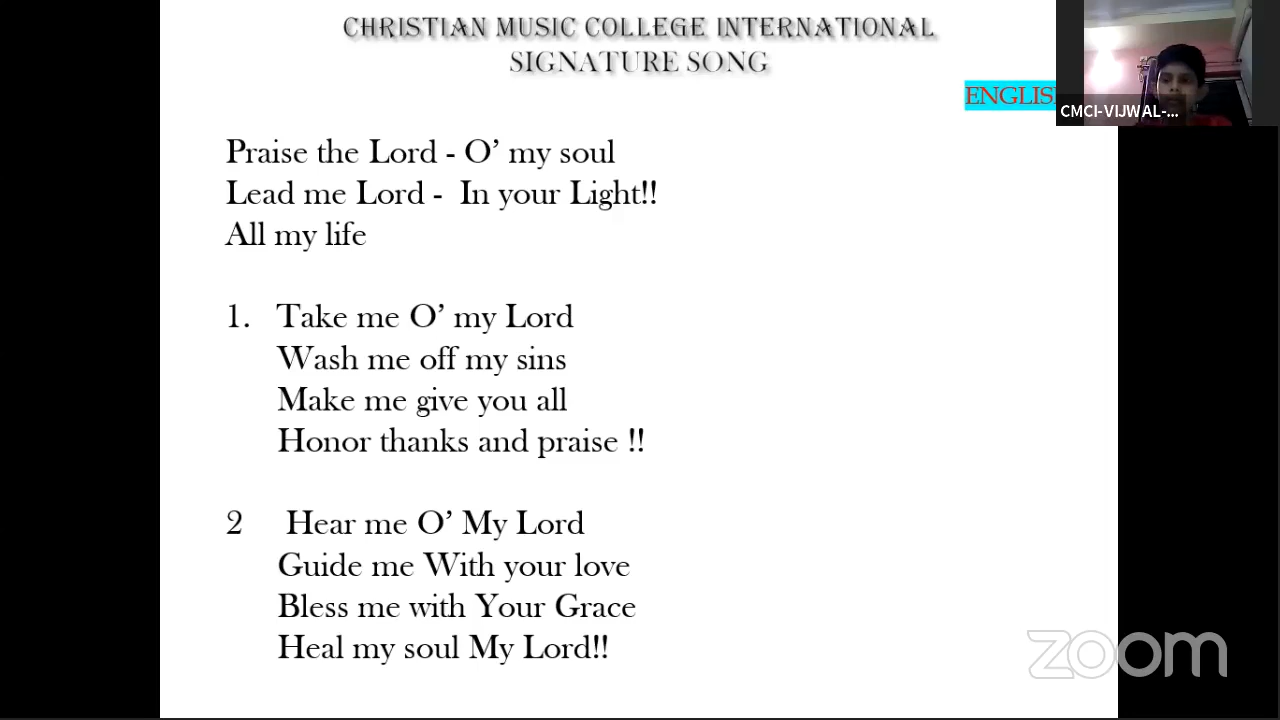 CHRISTIAN MUSIC COLLEGE INTERNATIONAL
SIGNATURE SONG
ENGLIS
CMCI-VIJWAL-...
Praise the Lord - O’ my soul
Lead me Lord -  In your Light!!
All my life
1. Take me O’ my Lord
Wash me off my sins
Make me give you all
Honor thanks and praise !!
2 Hear me O’ My Lord
Guide me With your love
Bless me with Your Grace
Heal my soul My Lord!!
zoom